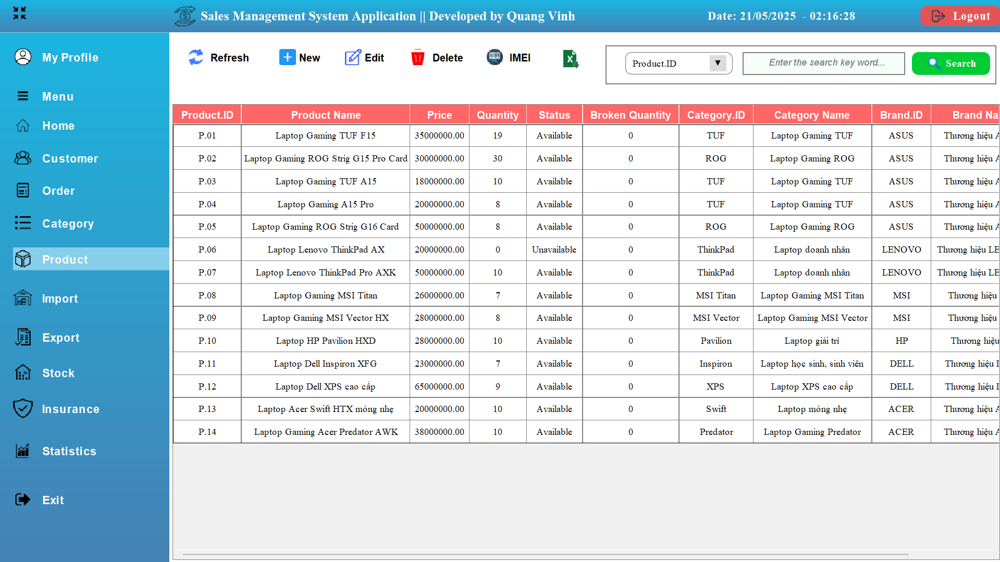 Sales Management System Application || Developed by Quang Vinh
Date: 21/05/2025 - 02:16:28
Logout
My Profile
Menu
Home
Customer
Order
Category
Product
Import
Export
Stock
Insurance
Statistics
Exit
Refresh New Edit Delete IMEI
Product.ID ▼ Enter the search key word... Search
Product.ID Product Name Price Quantity Status Broken Quantity Category.ID Category Name Brand.ID Brand Na
P.01 Laptop Gaming TUF F15 35000000.00 19 Available 0 TUF Laptop Gaming TUF ASUS Thương hiệu A
P.02 Laptop Gaming ROG Strig G15 Pro Card 30000000.00 30 Available 0 ROG Laptop Gaming ROG ASUS Thương hiệu A
P.03 Laptop Gaming TUF A15 18000000.00 10 Available 0 TUF Laptop Gaming TUF ASUS Thương hiệu A
P.04 Laptop Gaming A15 Pro 20000000.00 8 Available 0 TUF Laptop Gaming TUF ASUS Thương hiệu A
P.05 Laptop Gaming ROG Strig G16 Card 50000000.00 8 Available 0 ROG Laptop Gaming ROG ASUS Thương hiệu A
P.06 Laptop Lenovo ThinkPad AX 20000000.00 0 Unavailable 0 ThinkPad Laptop doanh nhân LENOVO Thương hiệu LE
P.07 Laptop Lenovo ThinkPad Pro AXK 50000000.00 10 Available 0 ThinkPad Laptop doanh nhân LENOVO Thương hiệu LE
P.08 Laptop Gaming MSI Titan 26000000.00 7 Available 0 MSI Titan Laptop Gaming MSI Titan MSI Thương hiệu
P.09 Laptop Gaming MSI Vector HX 28000000.00 8 Available 0 MSI Vector Laptop Gaming MSI Vector MSI Thương hiệu
P.10 Laptop HP Pavilion HXD 28000000.00 10 Available 0 Pavilion Laptop giải trí HP Thương hiệu
P.11 Laptop Dell Inspiron XFG 23000000.00 7 Available 0 Inspiron Laptop học sinh, sinh viên DELL Thương hiệu
P.12 Laptop Dell XPS cao cấp 65000000.00 9 Available 0 XPS Laptop XPS cao cấp DELL Thương hiệu
P.13 Laptop Acer Swift HTX mỏng nhẹ 20000000.00 10 Available 0 Swift Laptop mỏng nhẹ ACER Thương hiệu A
P.14 Laptop Gaming Acer Predator AWK 38000000.00 10 Available 0 Predator Laptop Gaming Predator ACER Thương hiệu A